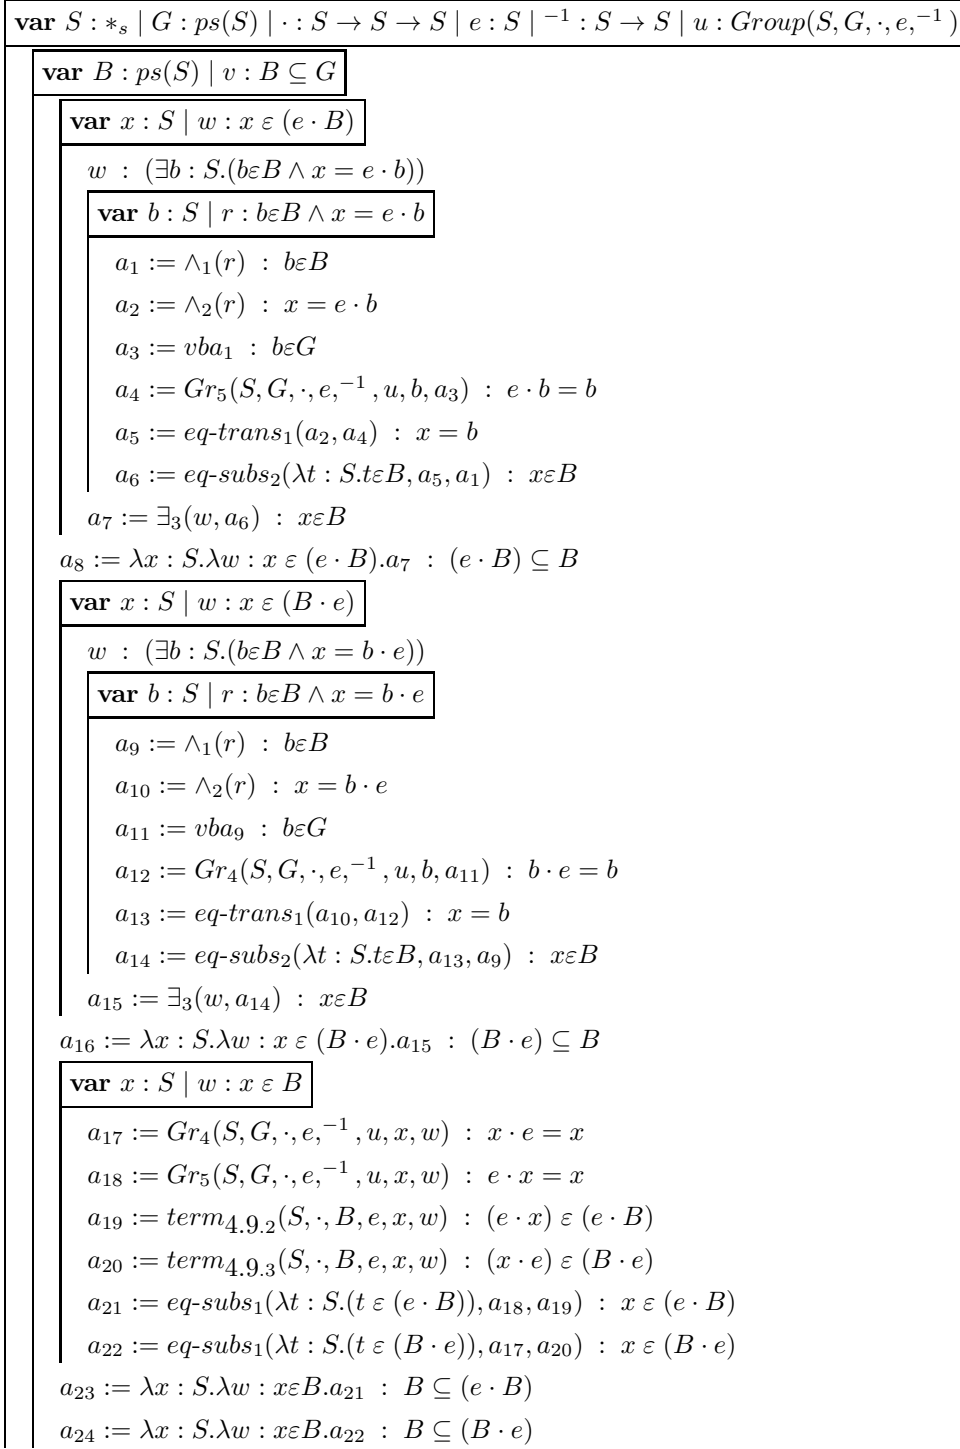 var S : ∗ₛ | G : ps(S) | · : S → S → S | e : S | ⁻¹ : S → S | u : Group(S, G, ·, e,⁻¹ )
var B : ps(S) | v : B ⊆ G
var x : S | w : x ε (e · B)
w : (∃b : S.(bεB ∧ x = e · b))
var b : S | r : bεB ∧ x = e · b
a₁ := ∧₁(r) : bεB
a₂ := ∧₂(r) : x = e · b
a₃ := vba₁ : bεG
a₄ := Gr₅(S, G, ·, e,⁻¹ , u, b, a₃) : e · b = b
a₅ := eq-trans₁(a₂, a₄) : x = b
a₆ := eq-subs₂(λt : S.tεB, a₅, a₁) : xεB
a₇ := ∃₃(w, a₆) : xεB
a₈ := λx : S.λw : x ε (e · B).a₇ : (e · B) ⊆ B
var x : S | w : x ε (B · e)
w : (∃b : S.(bεB ∧ x = b · e))
var b : S | r : bεB ∧ x = b · e
a₉ := ∧₁(r) : bεB
a₁₀ := ∧₂(r) : x = b · e
a₁₁ := vba₉ : bεG
a₁₂ := Gr₄(S, G, ·, e,⁻¹ , u, b, a₁₁) : b · e = b
a₁₃ := eq-trans₁(a₁₀, a₁₂) : x = b
a₁₄ := eq-subs₂(λt : S.tεB, a₁₃, a₉) : xεB
a₁₅ := ∃₃(w, a₁₄) : xεB
a₁₆ := λx : S.λw : x ε (B · e).a₁₅ : (B · e) ⊆ B
var x : S | w : x ε B
a₁₇ := Gr₄(S, G, ·, e,⁻¹ , u, x, w) : x · e = x
a₁₈ := Gr₅(S, G, ·, e,⁻¹ , u, x, w) : e · x = x
a₁₉ := term₄.₉.₂(S, ·, B, e, x, w) : (e · x) ε (e · B)
a₂₀ := term₄.₉.₃(S, ·, B, e, x, w) : (x · e) ε (B · e)
a₂₁ := eq-subs₁(λt : S.(t ε (e · B)), a₁₈, a₁₉) : x ε (e · B)
a₂₂ := eq-subs₁(λt : S.(t ε (B · e)), a₁₇, a₂₀) : x ε (B · e)
a₂₃ := λx : S.λw : xεB.a₂₁ : B ⊆ (e · B)
a₂₄ := λx : S.λw : xεB.a₂₂ : B ⊆ (B · e)